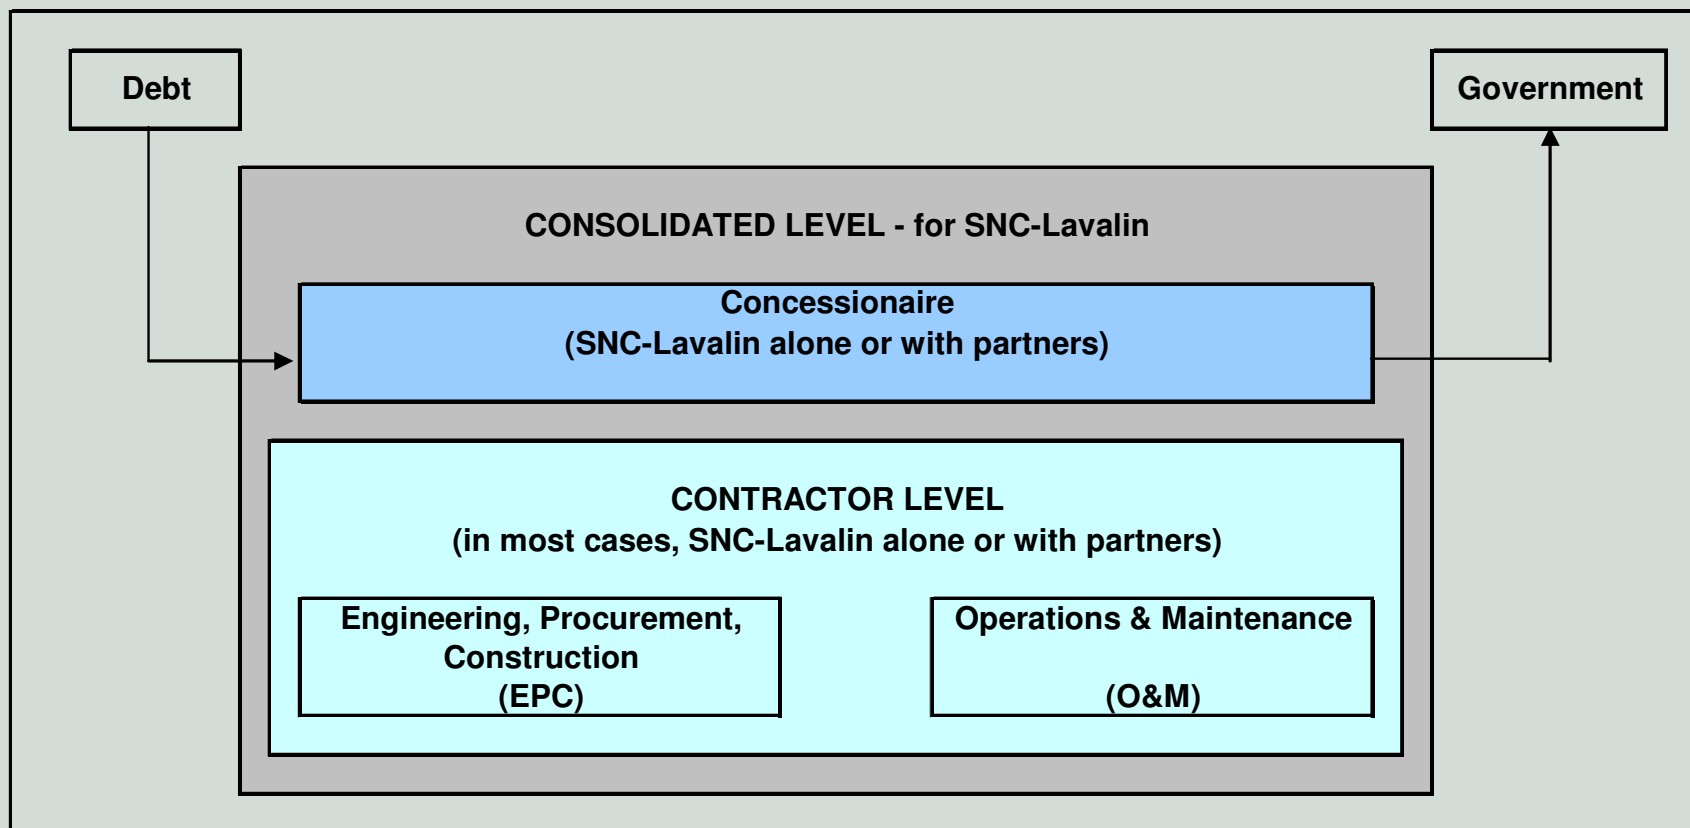 Debt
Government
CONSOLIDATED LEVEL - for SNC-Lavalin
Concessionaire
(SNC-Lavalin alone or with partners)
CONTRACTOR LEVEL
(in most cases, SNC-Lavalin alone or with partners)
Engineering, Procurement,
Construction
(EPC)
Operations & Maintenance
(O&M)